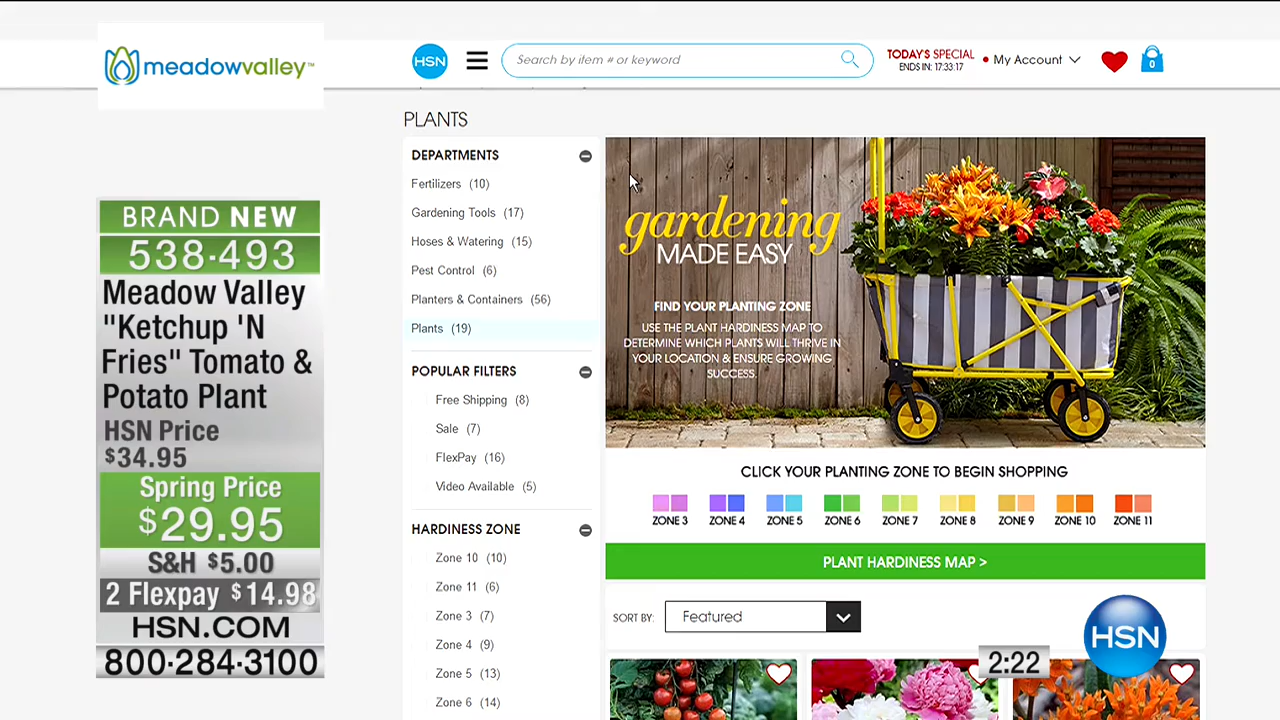 meadowvalley™
HSN
Search by item # or keyword
TODAY'S SPECIAL
ENDS IN: 17:33:17
My Account
0
PLANTS
BRAND NEW
538-493
Meadow Valley
"Ketchup 'N
Fries" Tomato &
Potato Plant
HSN Price
$34.95
Spring Price
$29.95
S&H $5.00
2 Flexpay $14.98
HSN.COM
800-284-3100
DEPARTMENTS
Fertilizers (10)
Gardening Tools (17)
Hoses & Watering (15)
Pest Control (6)
Planters & Containers (56)
Plants (19)
POPULAR FILTERS
Free Shipping (8)
Sale (7)
FlexPay (16)
Video Available (5)
HARDINESS ZONE
Zone 10 (10)
Zone 11 (6)
Zone 3 (7)
Zone 4 (9)
Zone 5 (13)
Zone 6 (14)
gardening
MADE EASY
FIND YOUR PLANTING ZONE
USE THE PLANT HARDINESS MAP TO
DETERMINE WHICH PLANTS WILL THRIVE IN
YOUR LOCATION & ENSURE GROWING
SUCCESS.
CLICK YOUR PLANTING ZONE TO BEGIN SHOPPING
ZONE 3 ZONE 4 ZONE 5 ZONE 6 ZONE 7 ZONE 8 ZONE 9 ZONE 10 ZONE 11
PLANT HARDINESS MAP >
SORT BY: Featured
HSN
2:22